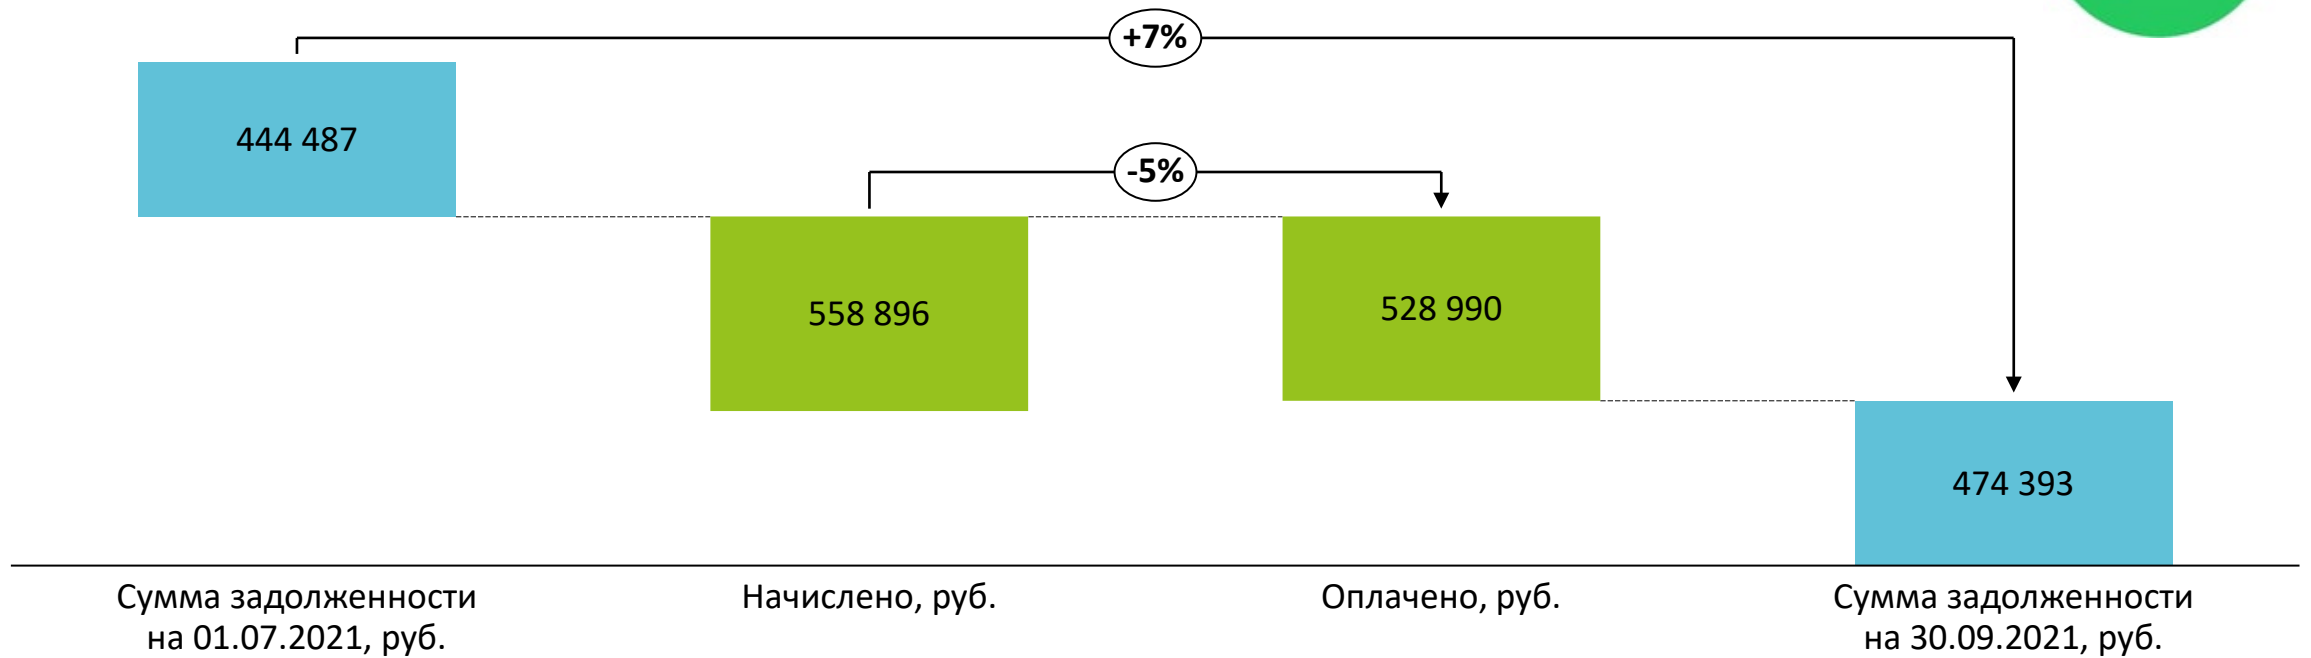 +7%
444 487
-5%
558 896
528 990
474 393
Сумма задолженности
на 01.07.2021, руб.
Начислено, руб.
Оплачено, руб.
Сумма задолженности
на 30.09.2021, руб.